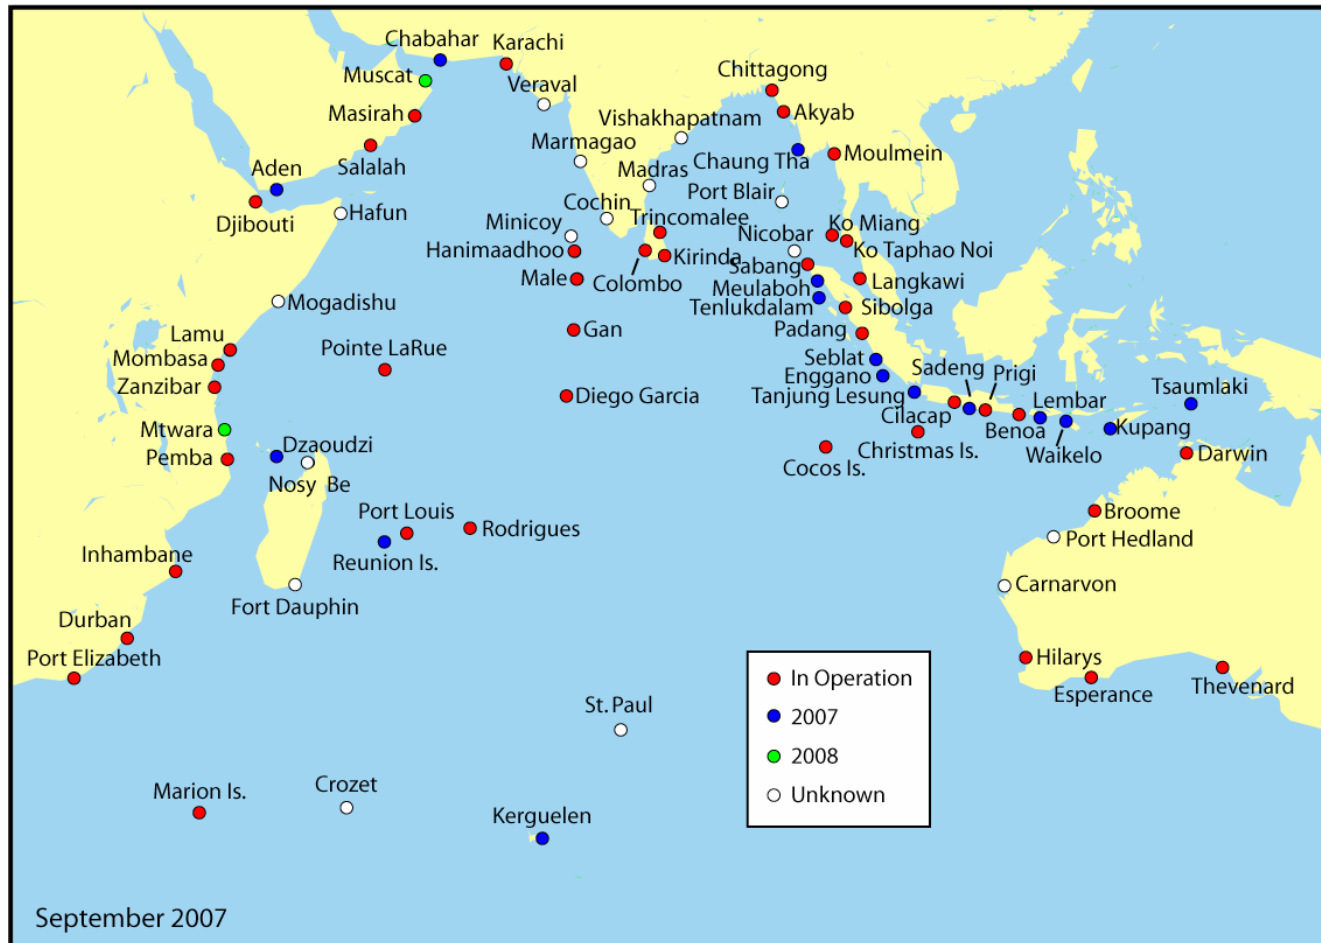 Chabahar
Karachi
Muscat
Veraval
Chittagong
Masirah
Akyab
Vishakhapatnam
Marmagao
Salalah
Moulmein
Chaung Tha
Aden
Madras
Port Blair
Cochin
Hafun
Djibouti
Trincomalee
Minicoy
Ko Miang
Nicobar
Hanimaadhoo
Ko Taphao Noi
Kirinda
Sabang
Male
Colombo
Langkawi
Meulaboh
Mogadishu
Tenlukdalam
Sibolga
Gan
Padang
Lamu
Pointe LaRue
Mombasa
Seblat
Sadeng
Prigi
Enggano
Zanzibar
Tsaumlaki
Diego Garcia
Tanjung Lesung
Lembar
Cilacap
Mtwara
Benoa
Kupang
Dzaoudzi
Christmas Is.
Waikelo
Pemba
Darwin
Cocos Is.
Nosy Be
Port Louis
Broome
Rodrigues
Port Hedland
Inhambane
Reunion Is.
Carnarvon
Fort Dauphin
Durban
Port Elizabeth
Hilarys
Esperance
Thevenard
In Operation
2007
2008
Unknown
St. Paul
Marion Is.
Crozet
Kerguelen
September 2007